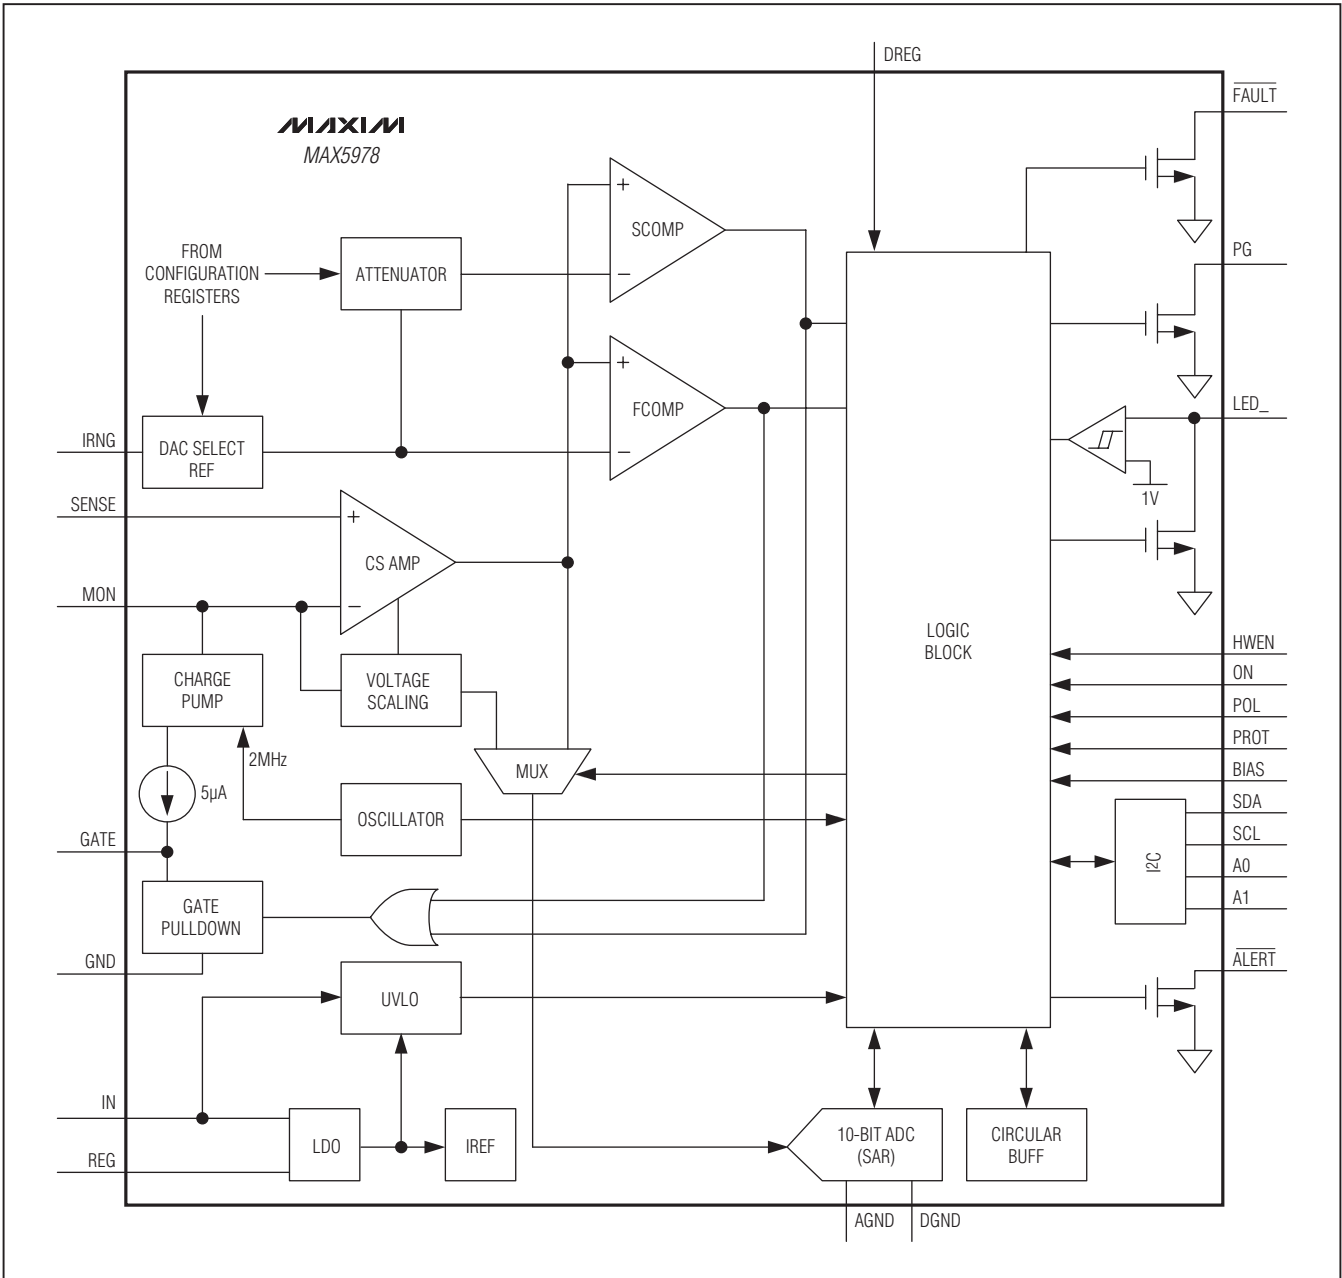 DREG
FAULT
MAXIM
MAX5978
SCOMP
+
−
FROM
CONFIGURATION
REGISTERS
ATTENUATOR
PG
FCOMP
+
−
LED_
IRNG
DAC SELECT
REF
1V
SENSE
+
CS AMP
−
MON
LOGIC
BLOCK
HWEN
ON
POL
PROT
BIAS
CHARGE
PUMP
VOLTAGE
SCALING
2MHz
MUX
5µA
OSCILLATOR
SDA
SCL
A0
A1
I²C
GATE
GATE
PULLDOWN
GND
ALERT
UVLO
IN
LDO
IREF
REG
10-BIT ADC
(SAR)
CIRCULAR
BUFF
AGND
DGND